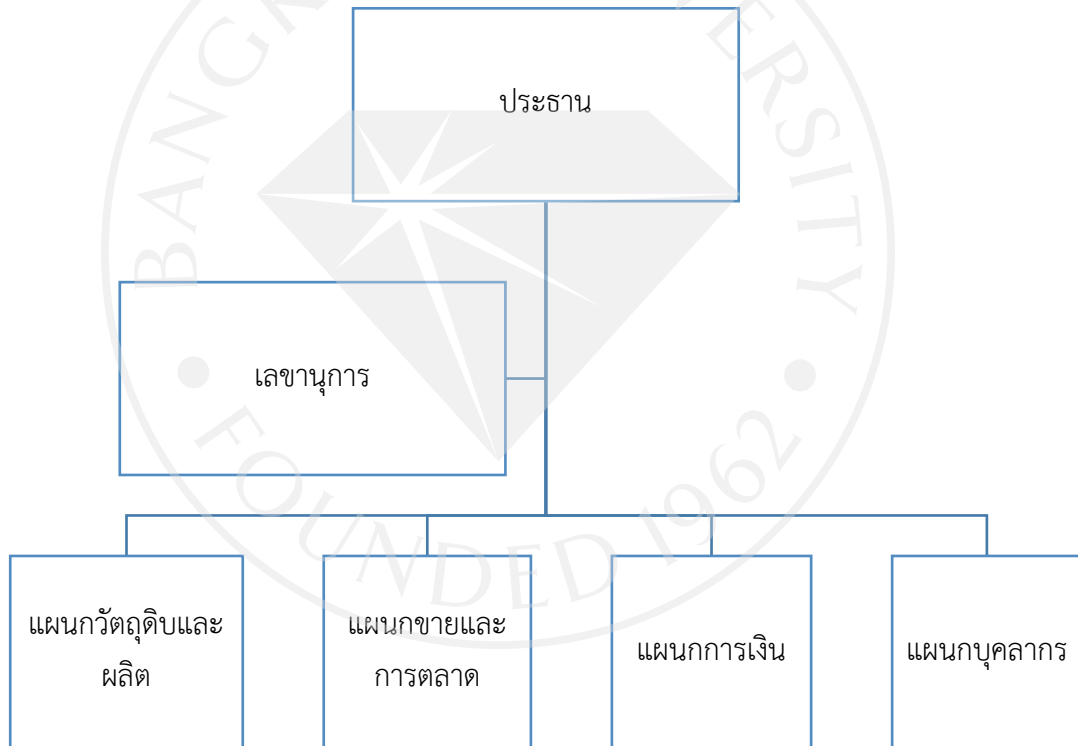 ประธาน
เลขานุการ
แผนกวัตถุดิบและ
ผลิต
แผนกขายและ
การตลาด
แผนกการเงิน
แผนกบุคลากร
FOUNDED 1962